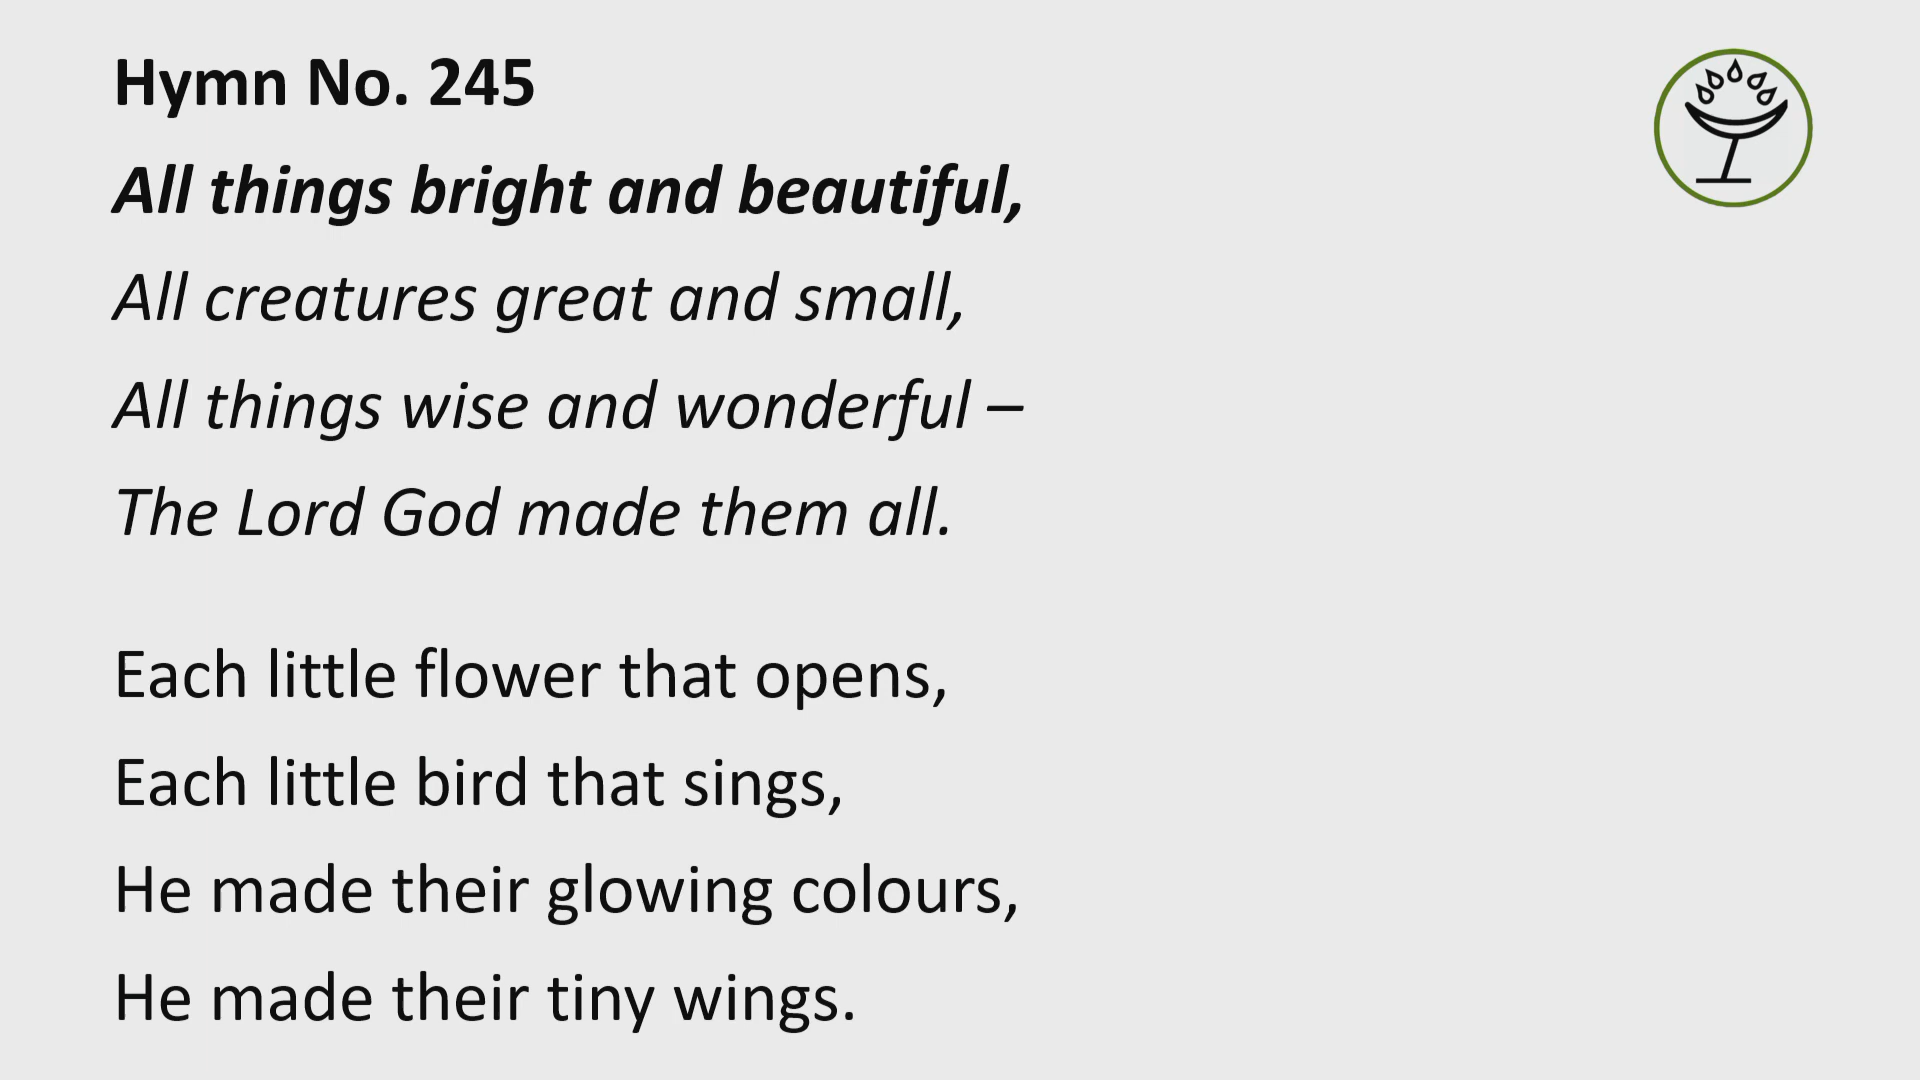 Hymn No. 245
All things bright and beautiful,
All creatures great and small,
All things wise and wonderful –
The Lord God made them all.
Each little flower that opens,
Each little bird that sings,
He made their glowing colours,
He made their tiny wings.